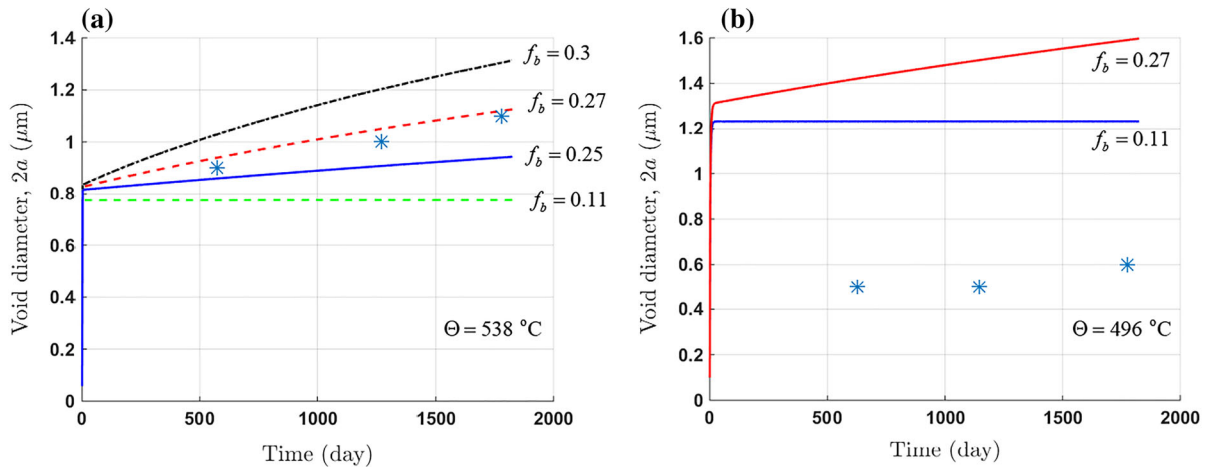 (a)
Void diameter, 2a (μm)
1.4
1.2
1
0.8
0.6
0.4
0.2
0
f_b = 0.3
f_b = 0.27
f_b = 0.25
f_b = 0.11
Θ = 538 °C
0 500 1000 1500 2000
Time (day)
(b)
Void diameter, 2a (μm)
1.6
1.4
1.2
1
0.8
0.6
0.4
0.2
0
f_b = 0.27
f_b = 0.11
Θ = 496 °C
0 500 1000 1500 2000
Time (day)